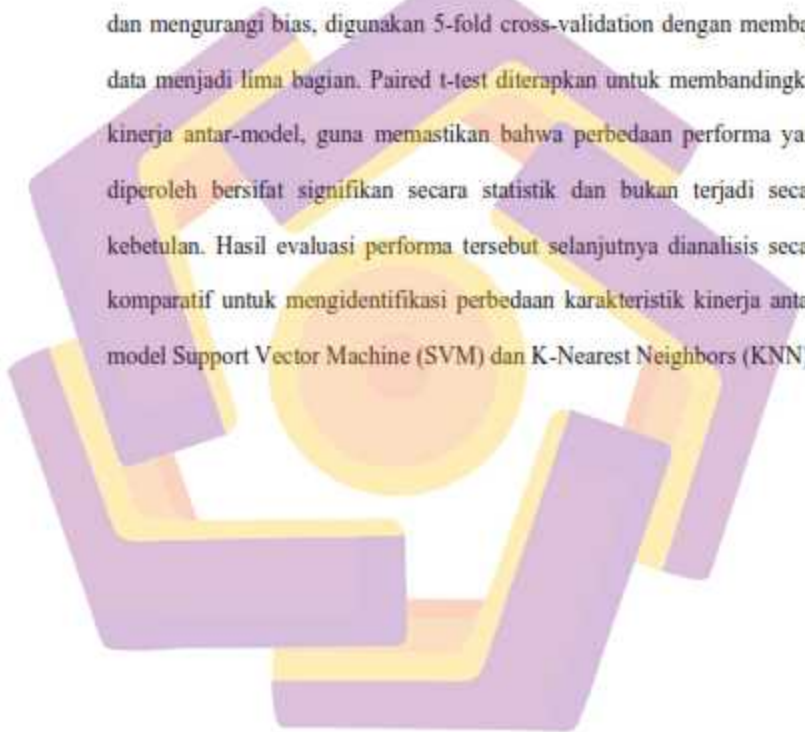 dan mengurangi bias, digunakan 5-fold cross-validation dengan memba
data menjadi lima bagian. Paired t-test diterapkan untuk membandingk
kinerja antar-model, guna memastikan bahwa perbedaan performa ya
diperoleh bersifat signifikan secara statistik dan bukan terjadi seca
kebetulan. Hasil evaluasi performa tersebut selanjutnya dianalisis seca
komparatif untuk mengidentifikasi perbedaan karakteristik kinerja anta
model Support Vector Machine (SVM) dan K-Nearest Neighbors (KNN)